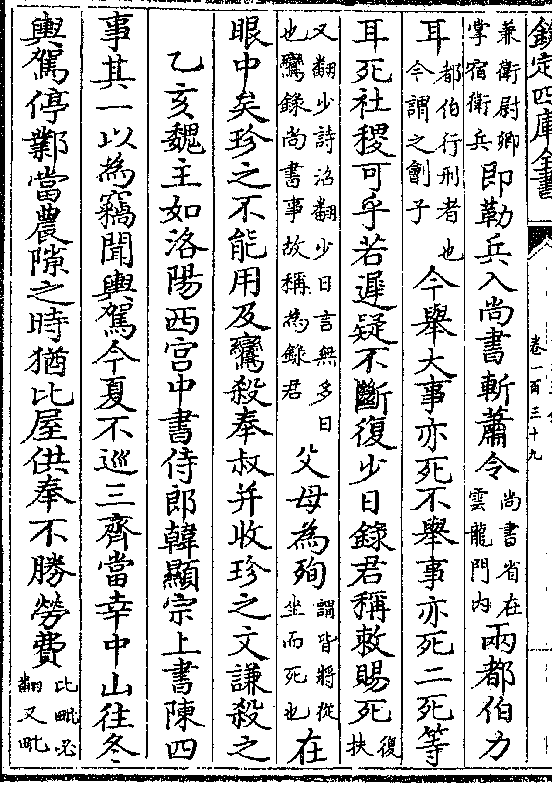 欽定四庫全書
卷一百三十九
兼衛尉卿掌宿衛兵即勒兵入尚書斬蕭令尚書省在雲龍門内兩都伯力
耳都伯行刑者也今謂之劊子今舉大事亦死不舉事亦死二死等
耳死社稷可乎若遲疑不斷復少日錄君稱敕賜死復扶
又翻少詩沼翻少日言無多日也鸞錄尚書事故稱為錄君父母為殉謂皆將從坐而死也在
眼中矣珍之不能用及鸞殺奉叔并收珍之文謙殺之
乙亥魏主如洛陽西宫中書侍郎韓顯宗上書陳四
事其一以為竊聞輿駕今夏不巡三齊當幸中山往冬
輿駕停鄴當農隙之時猶比屋供奉不勝勞費比毗必翻又毗